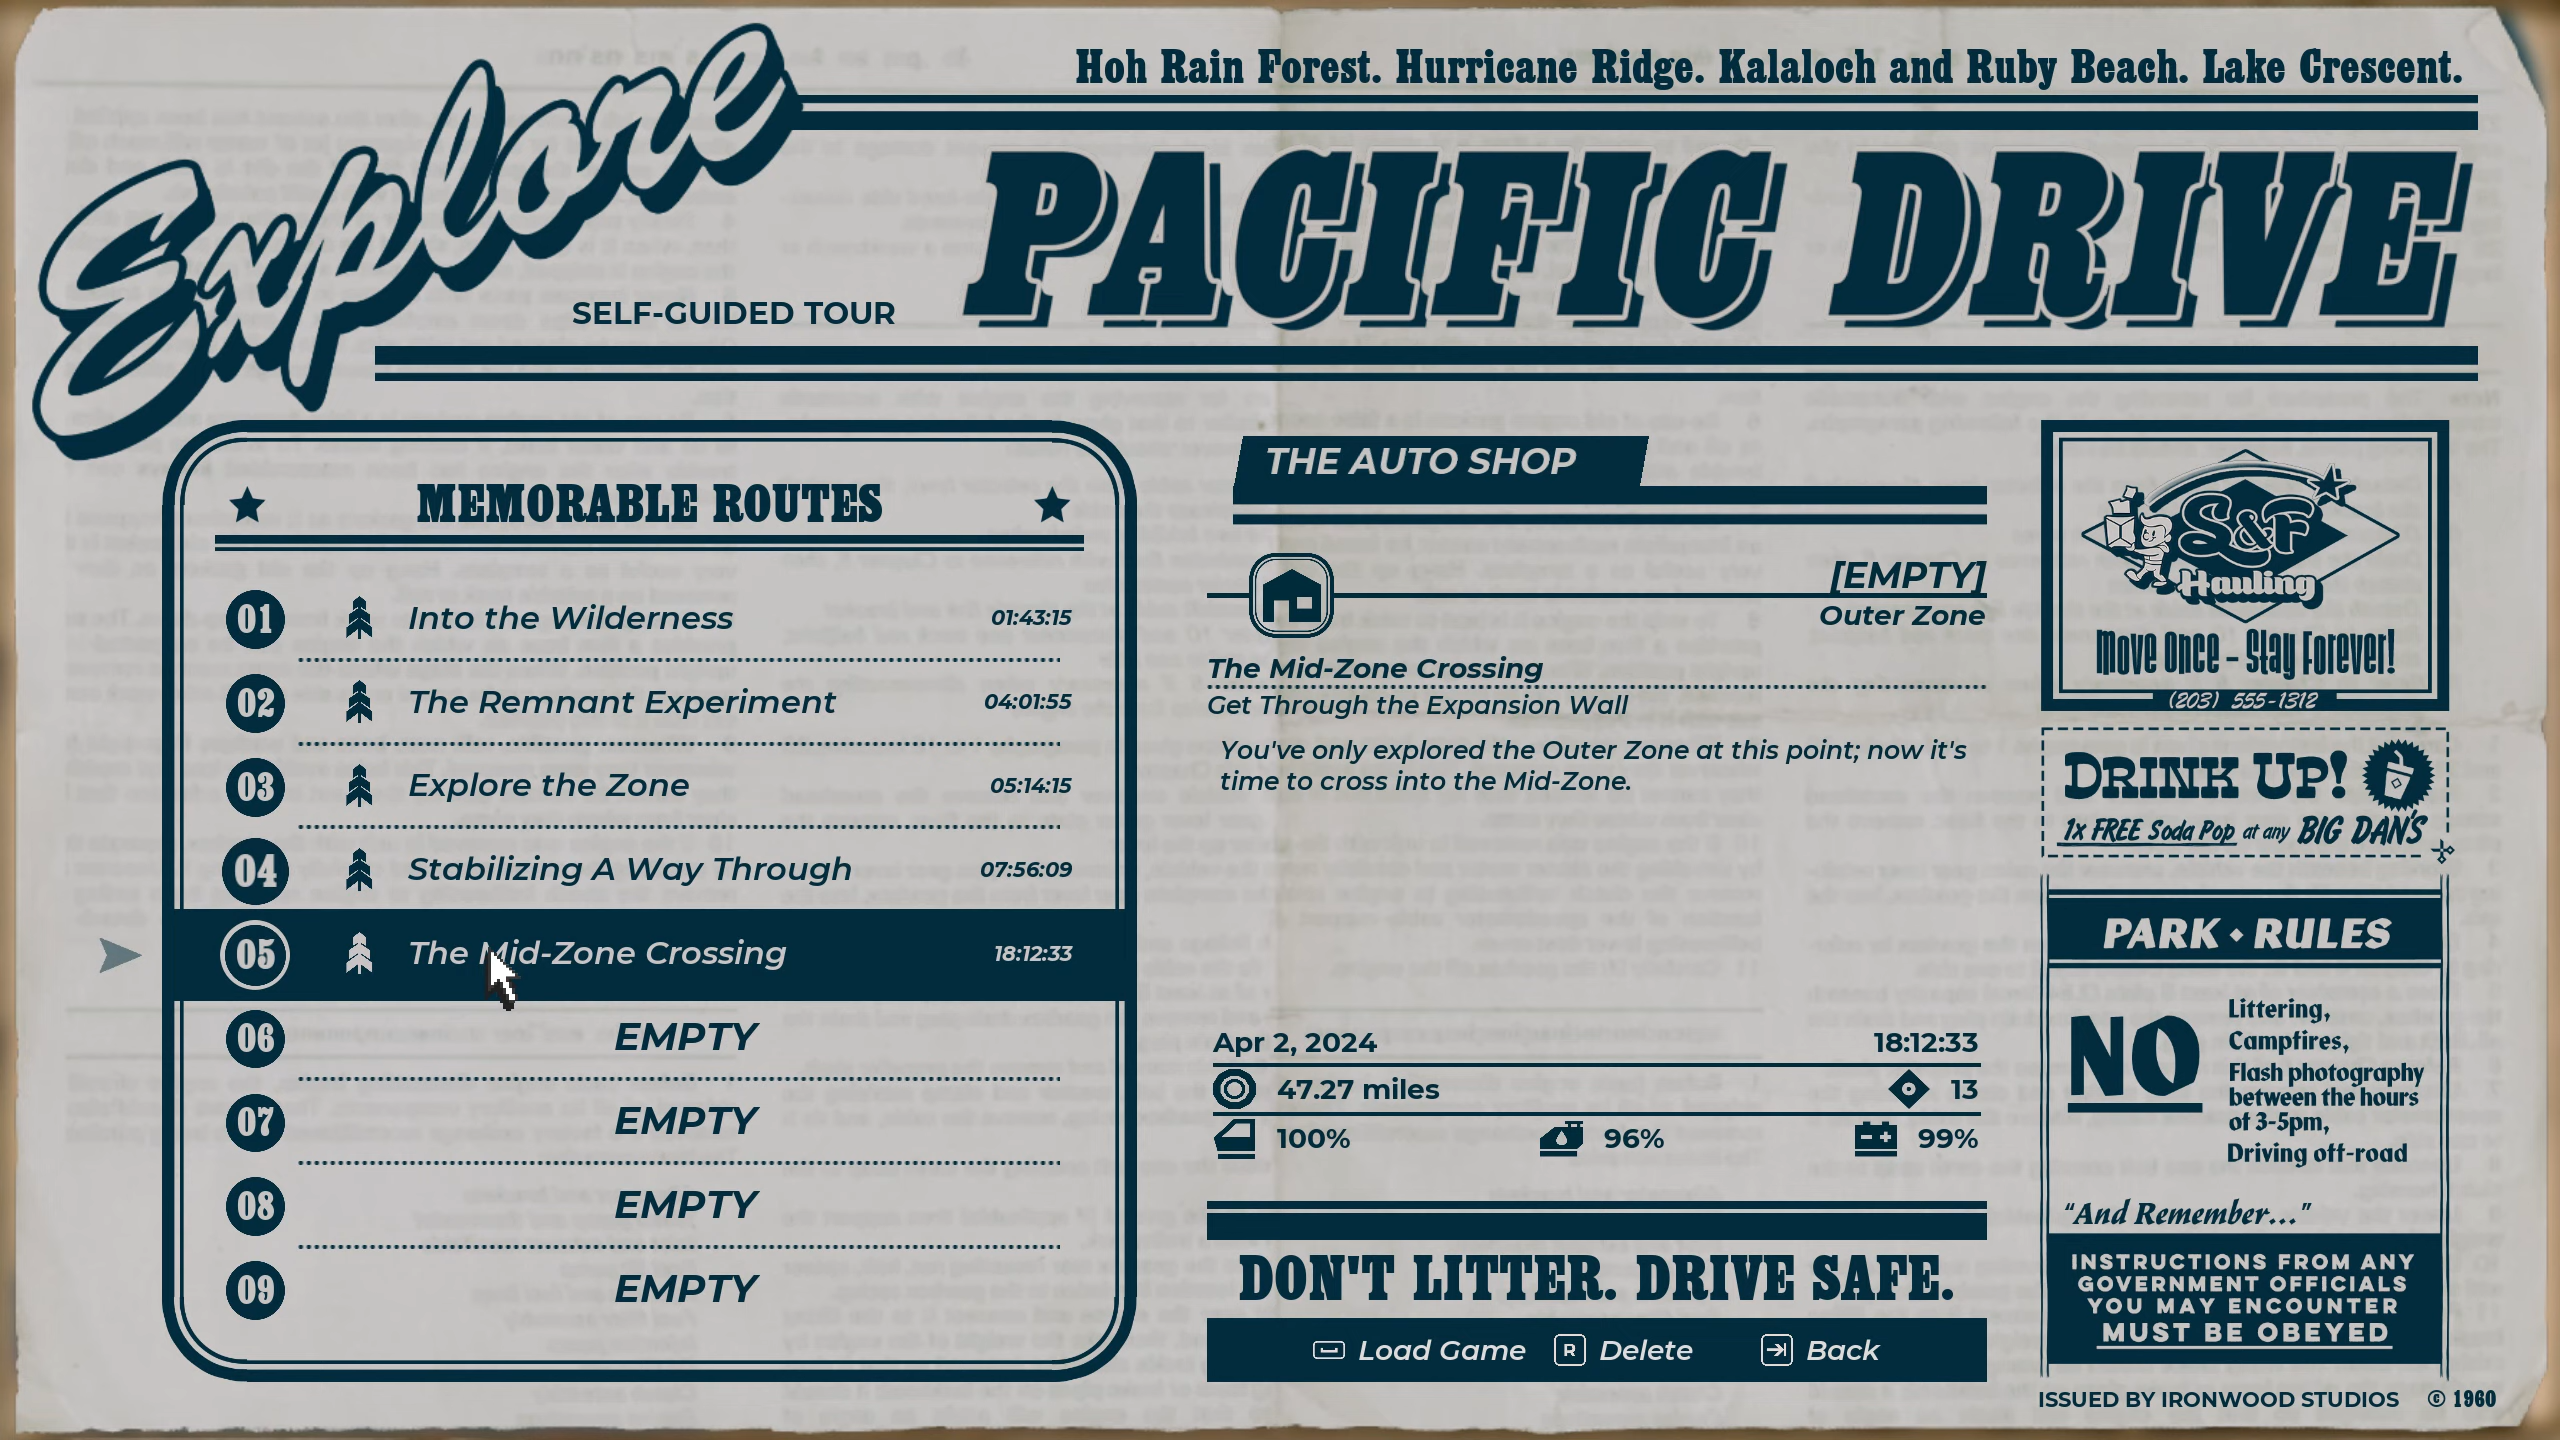 Explore
Hoh Rain Forest. Hurricane Ridge. Kalaloch and Ruby Beach. Lake Crescent.
SELF-GUIDED TOUR
PACIFIC DRIVE
MEMORABLE ROUTES
01 Into the Wilderness 01:43:15
02 The Remnant Experiment 04:01:55
03 Explore the Zone 05:14:15
04 Stabilizing A Way Through 07:56:09
05 The Mid-Zone Crossing 18:12:33
06 EMPTY
07 EMPTY
08 EMPTY
09 EMPTY
THE AUTO SHOP
[EMPTY]
Outer Zone
The Mid-Zone Crossing
Get Through the Expansion Wall
You've only explored the Outer Zone at this point; now it's
time to cross into the Mid-Zone.
Apr 2, 2024 18:12:33
47.27 miles 13
100% 96% 99%
DON'T LITTER. DRIVE SAFE.
Load Game R Delete Back
S&F
Hauling
Move Once - Stay Forever!
(203) 555-1312
DRINK UP!
1x FREE Soda Pop at any BIG DAN'S
PARK • RULES
NO
Littering,
Campfires,
Flash photography
between the hours
of 3-5pm,
Driving off-road
"And Remember..."
INSTRUCTIONS FROM ANY
GOVERNMENT OFFICIALS
YOU MAY ENCOUNTER
MUST BE OBEYED
ISSUED BY IRONWOOD STUDIOS © 1960